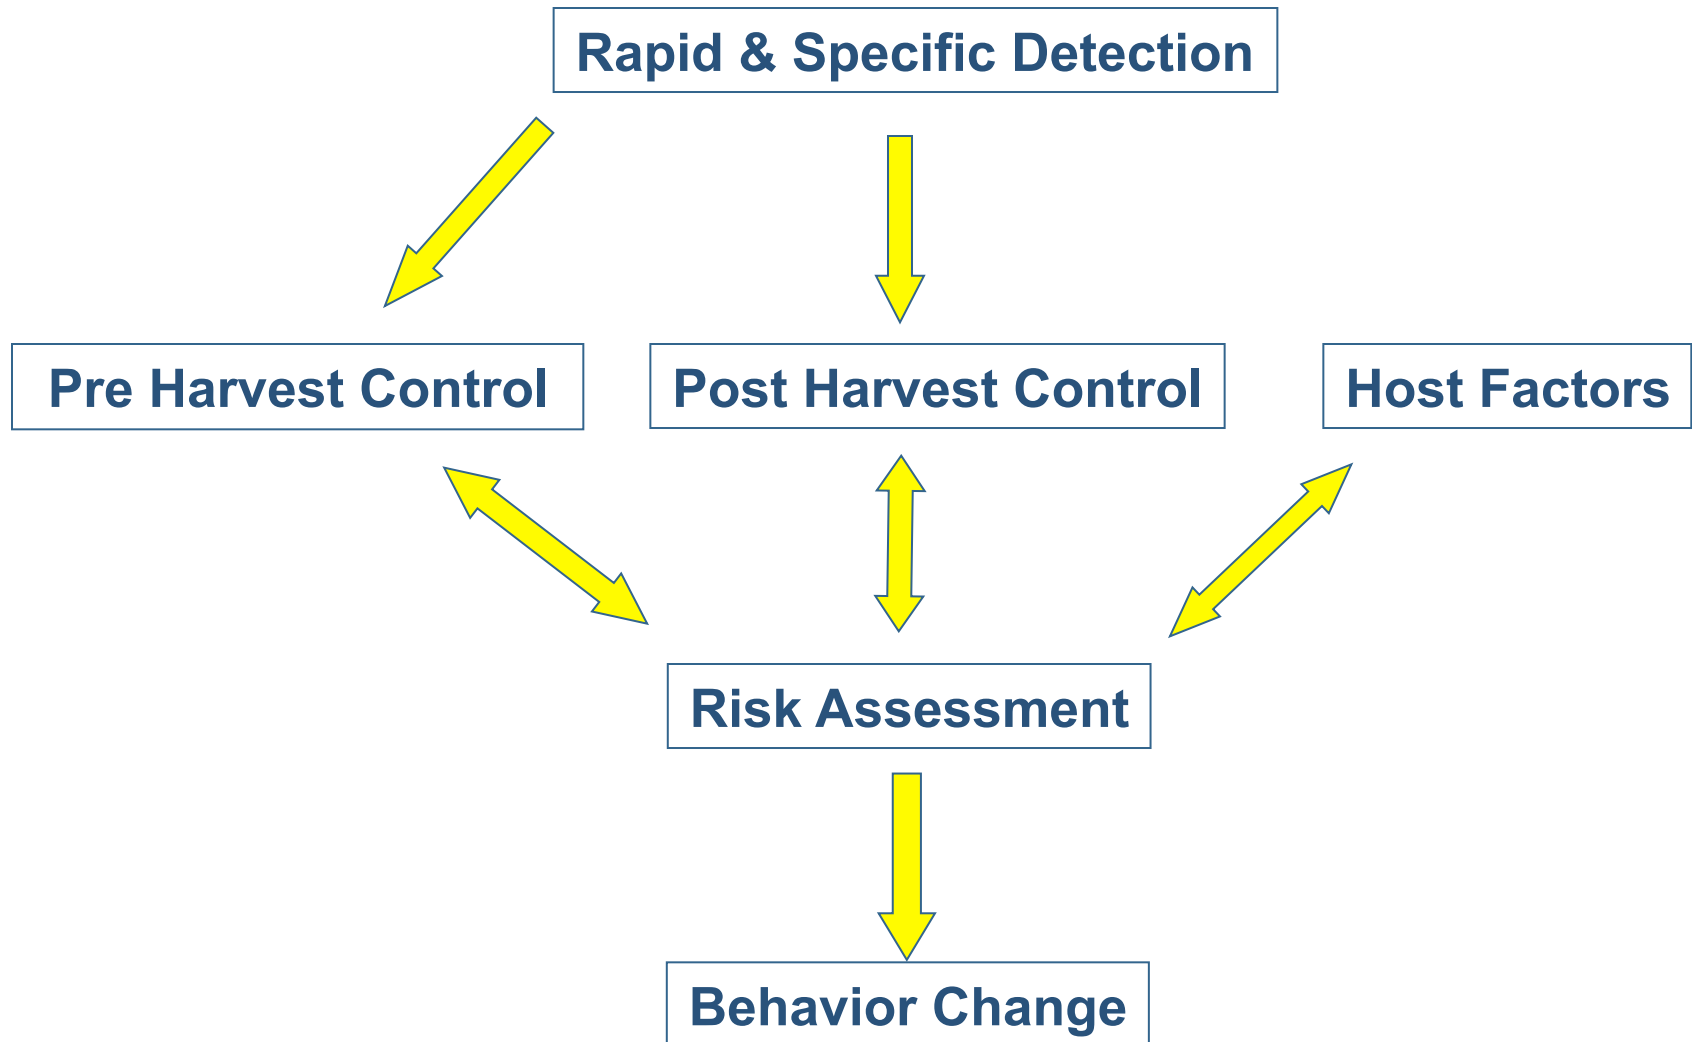 Rapid & Specific Detection
Pre Harvest Control
Post Harvest Control
Host Factors
Risk Assessment
Behavior Change